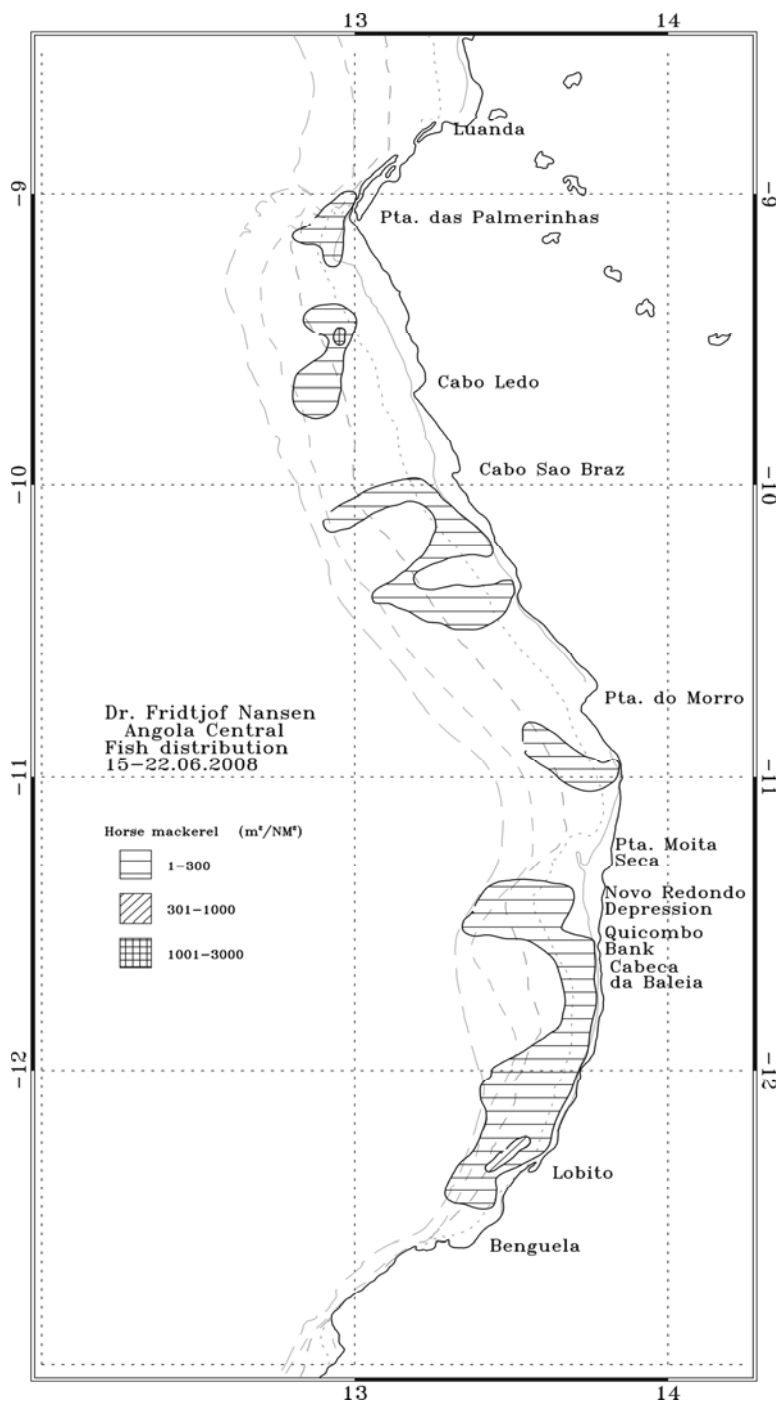 13
14
Luanda
-9
-9
Pta. das Palmerinhas
Cabo Ledo
Cabo Sao Braz
-10
-10
Pta. do Morro
Dr. Fridtjof Nansen
Angola Central
Fish distribution
15-22.06.2008
-11
-11
Horse mackerel (m²/NM²)
1-300
301-1000
1001-3000
Pta. Moita
Seca
Novo Redondo
Depression
Quicombo
Bank
Cabeca
da Baleia
-12
-12
Lobito
Benguela
13
14